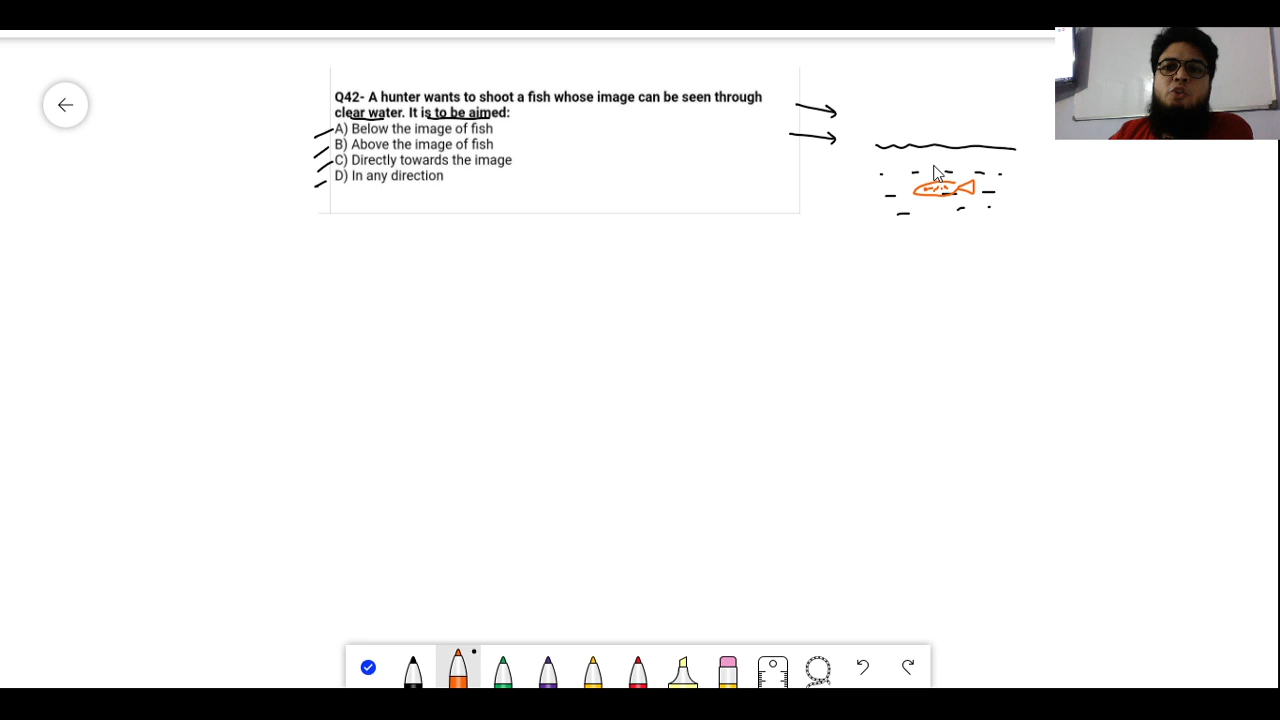 Q42- A hunter wants to shoot a fish whose image can be seen through
clear water. It is to be aimed:
A) Below the image of fish
B) Above the image of fish
C) Directly towards the image
D) In any direction